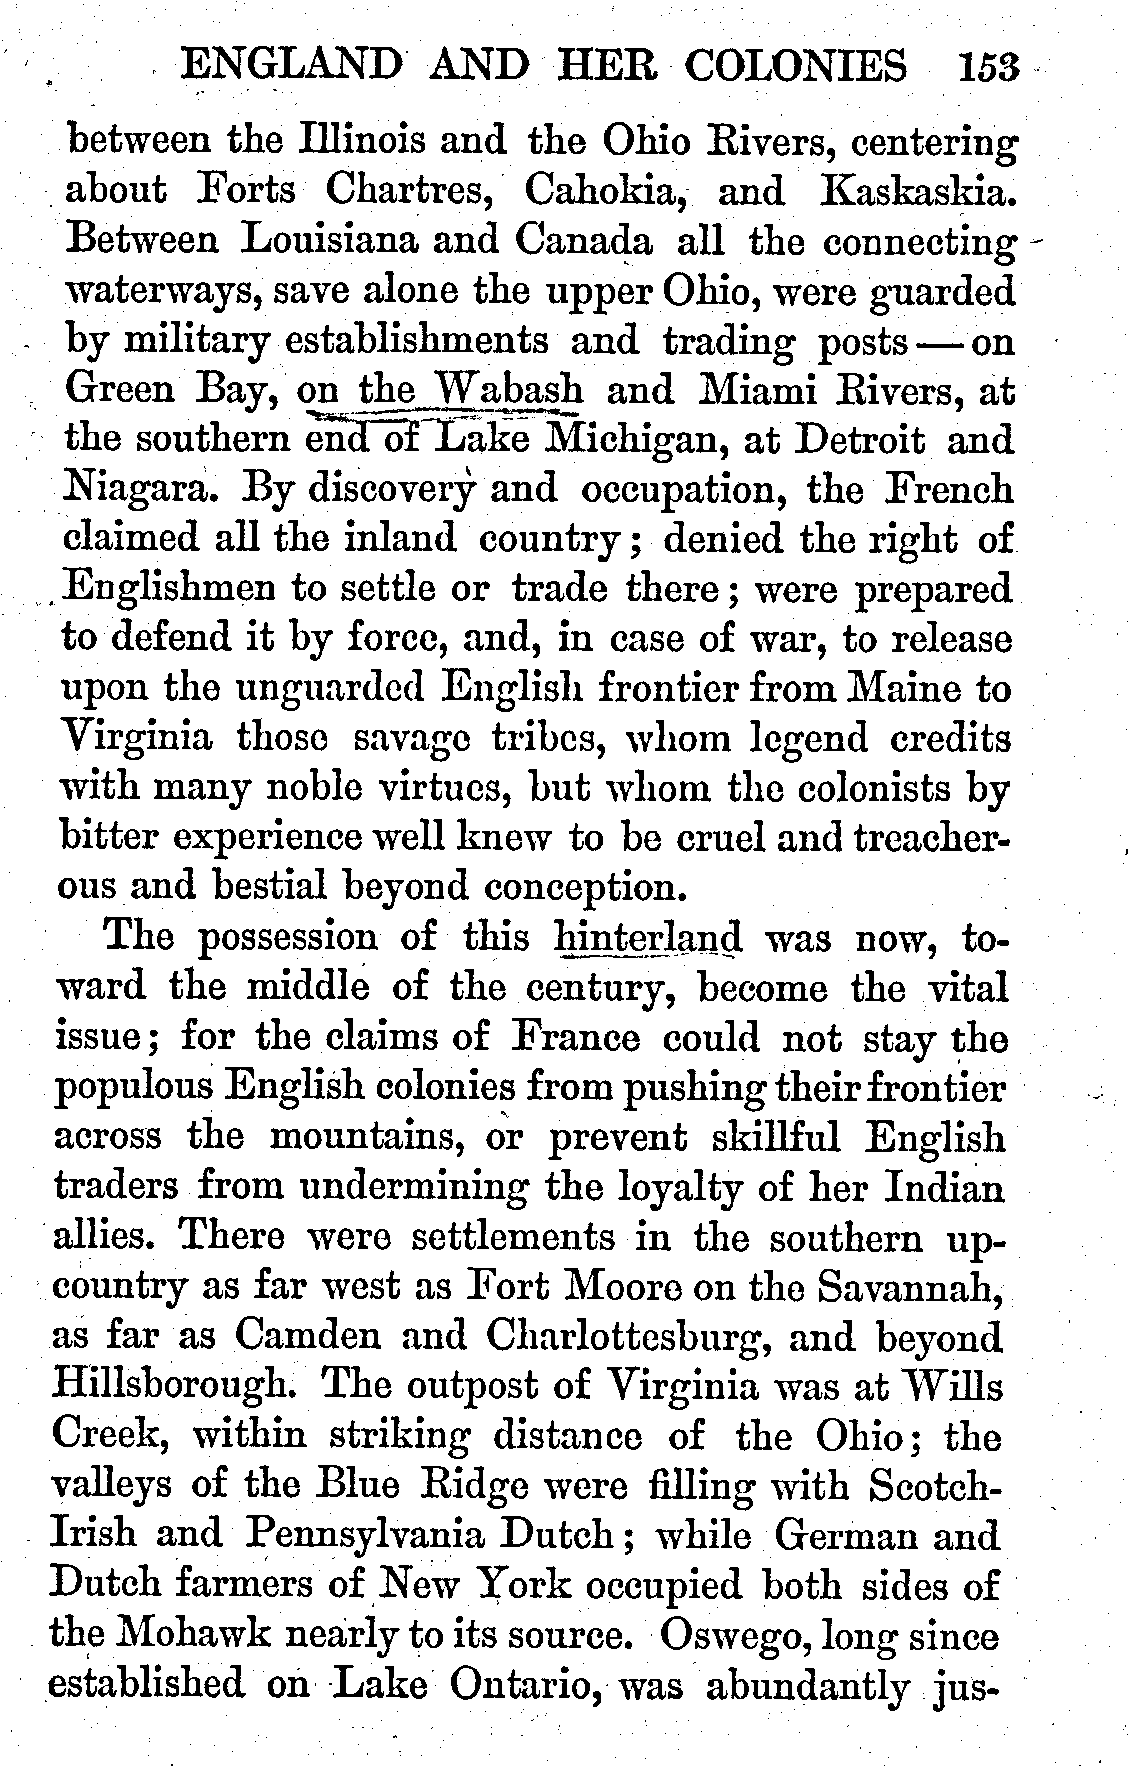 ENGLAND AND HER COLONIES 153
between the Illinois and the Ohio Rivers, centering
about Forts Chartres, Cahokia, and Kaskaskia.
Between Louisiana and Canada all the connecting
waterways, save alone the upper Ohio, were guarded
by military establishments and trading posts — on
Green Bay, on the Wabash and Miami Rivers, at
the southern end of Lake Michigan, at Detroit and
Niagara. By discovery and occupation, the French
claimed all the inland country; denied the right of
Englishmen to settle or trade there; were prepared
to defend it by force, and, in case of war, to release
upon the unguarded English frontier from Maine to
Virginia those savage tribes, whom legend credits
with many noble virtues, but whom the colonists by
bitter experience well knew to be cruel and treacher-
ous and bestial beyond conception.
The possession of this hinterland was now, to-
ward the middle of the century, become the vital
issue; for the claims of France could not stay the
populous English colonies from pushing their frontier
across the mountains, or prevent skillful English
traders from undermining the loyalty of her Indian
allies. There were settlements in the southern up-
country as far west as Fort Moore on the Savannah,
as far as Camden and Charlottesburg, and beyond
Hillsborough. The outpost of Virginia was at Wills
Creek, within striking distance of the Ohio; the
valleys of the Blue Ridge were filling with Scotch-
Irish and Pennsylvania Dutch; while German and
Dutch farmers of New York occupied both sides of
the Mohawk nearly to its source. Oswego, long since
established on Lake Ontario, was abundantly jus-